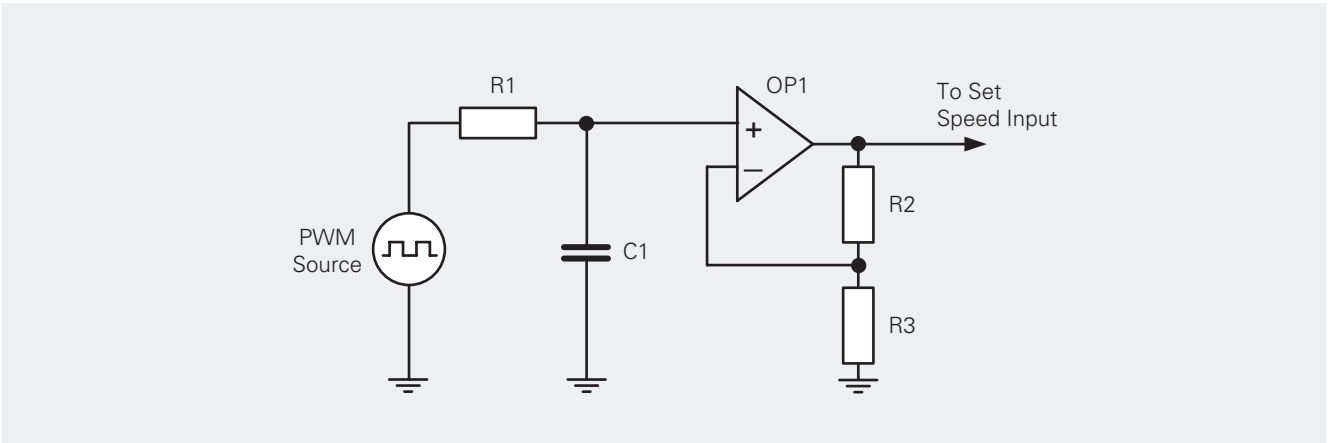 R1
OP1
To Set
Speed Input
+
–
R2
PWM
Source
C1
R3